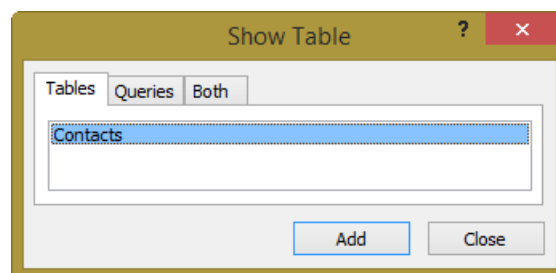 Show Table ? ×
Tables Queries Both
Contacts
Add Close